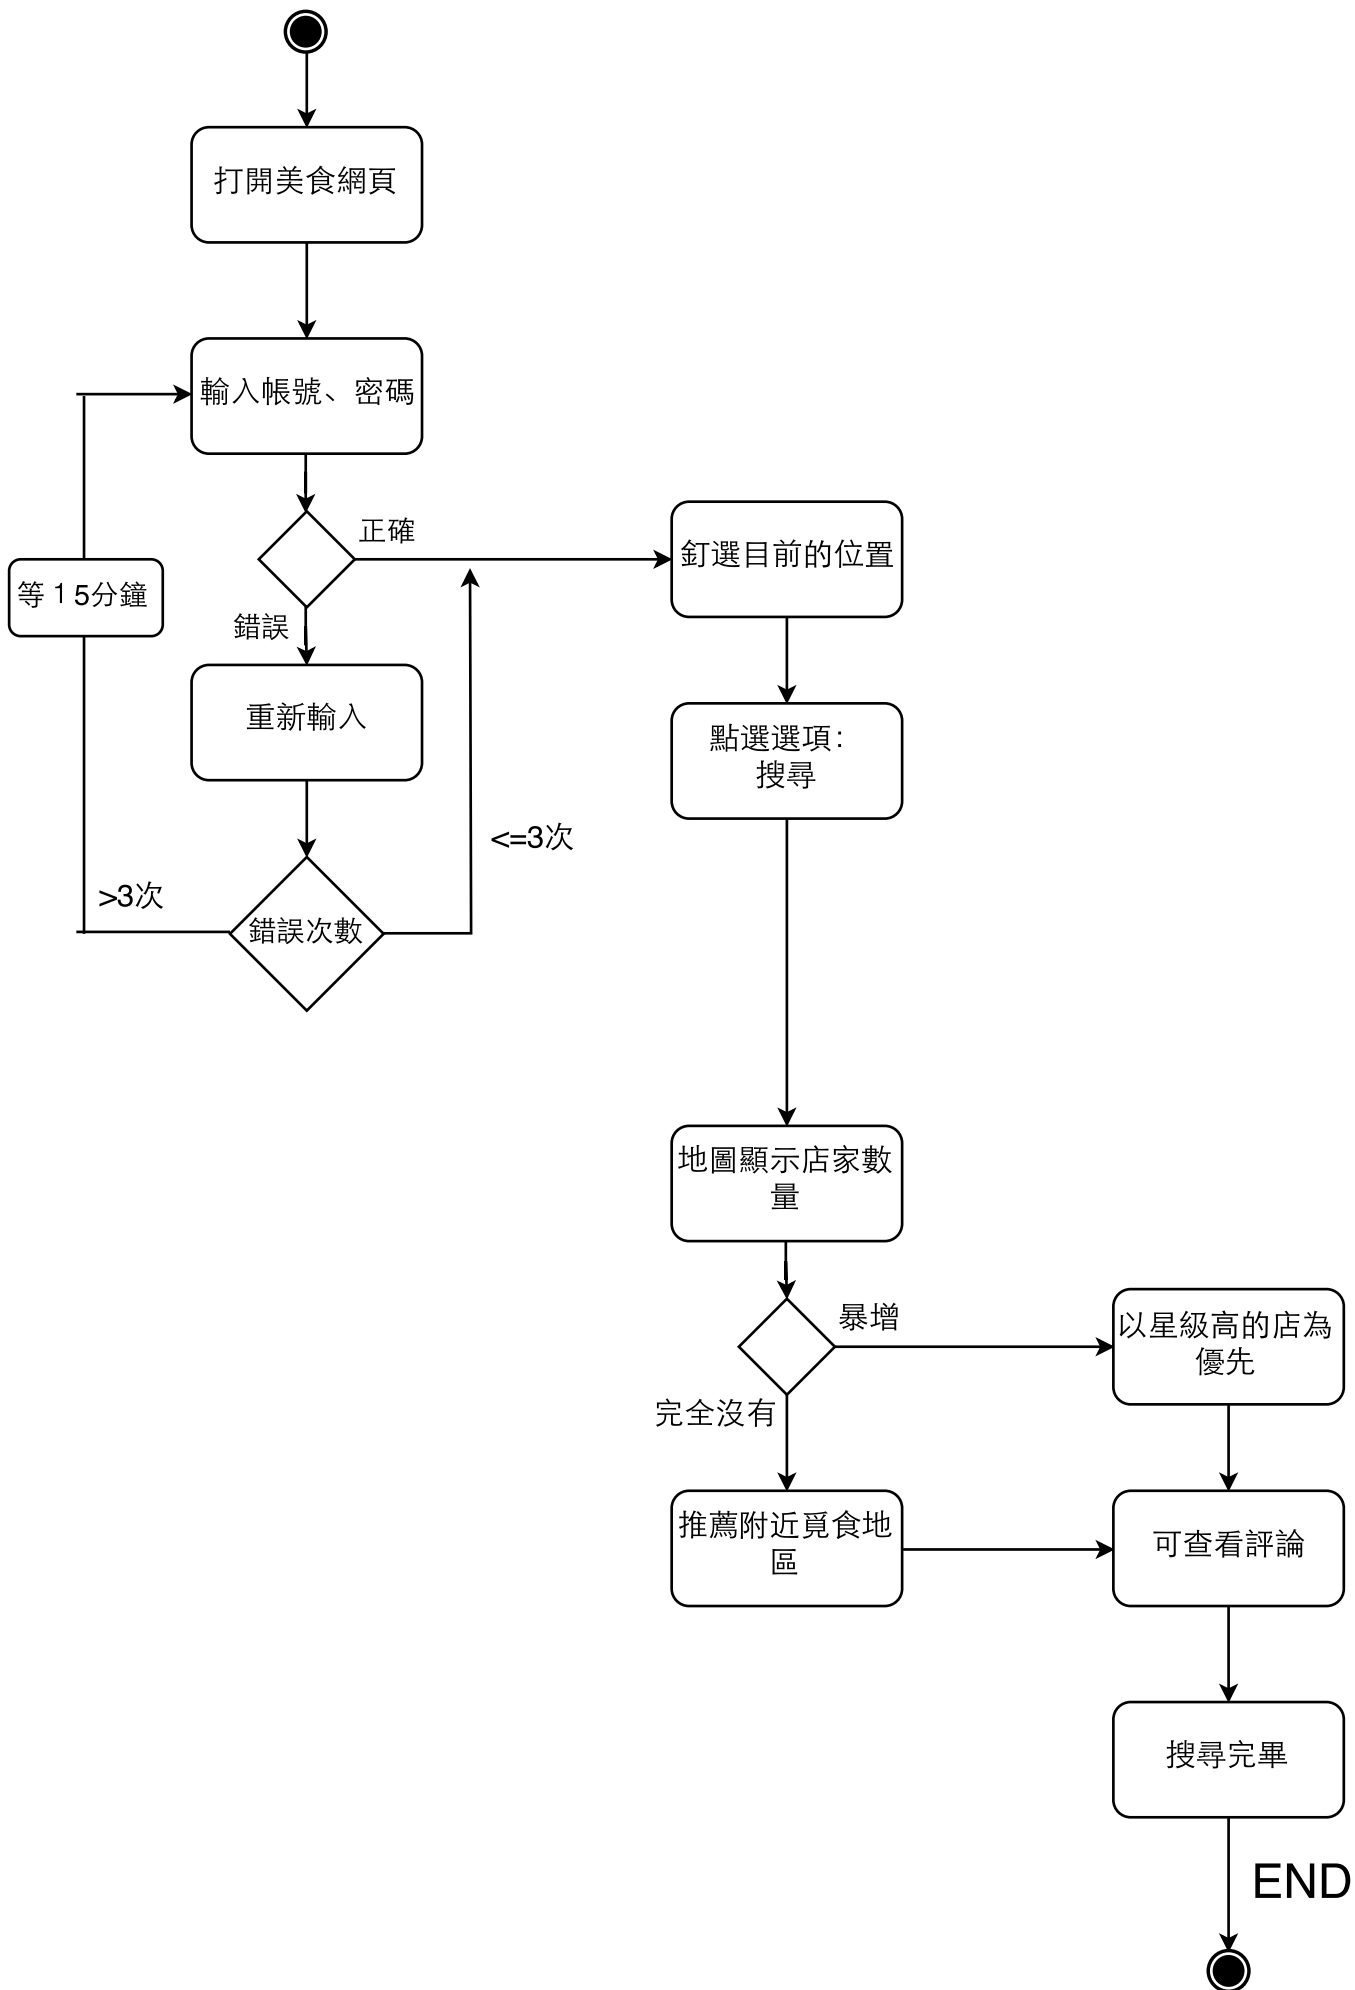 打開美食網頁
輸入帳號、密碼
正確
釘選目前的位置
等１5分鐘
錯誤
重新輸入
點選選項：
搜尋
<=3次
>3次
錯誤次數
地圖顯示店家數
量
暴增
以星級高的店為
優先
完全沒有
推薦附近覓食地
區
可查看評論
搜尋完畢
END